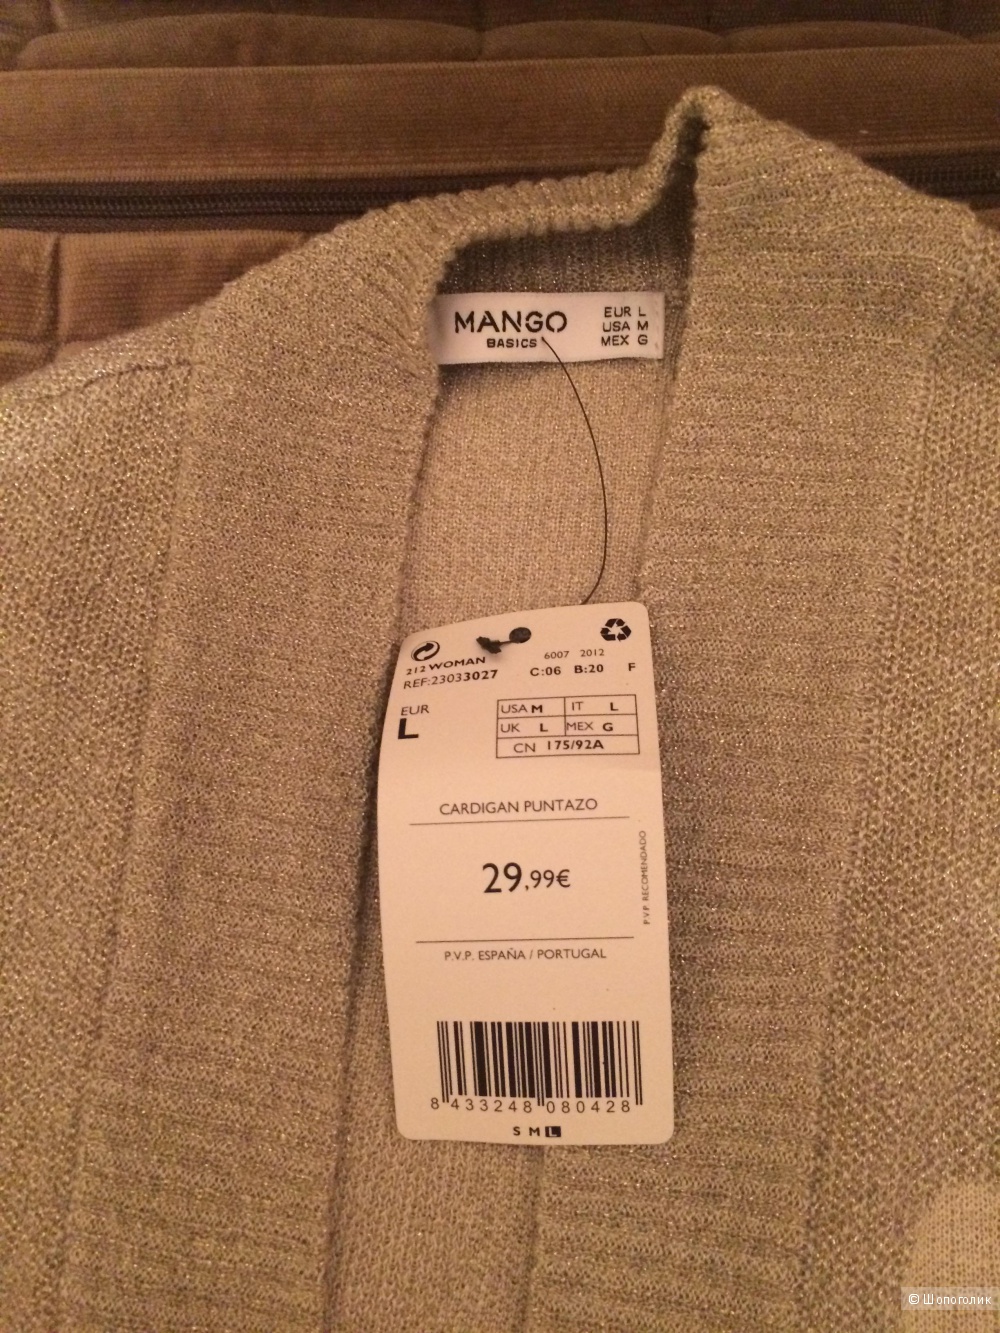 MANGO
BASICS
EUR L
USA M
MEX G
212 WOMAN
6007 2012
REF:23033027
C:06 B:20 F
EUR
L
USA M IT L
UK L MEX G
CN 175/92A
CARDIGAN PUNTAZO
29,99€
P.V.P. RECOMENDADO
P.V.P. ESPAÑA / PORTUGAL
8 433248 080428
S M L
© Шопоголик